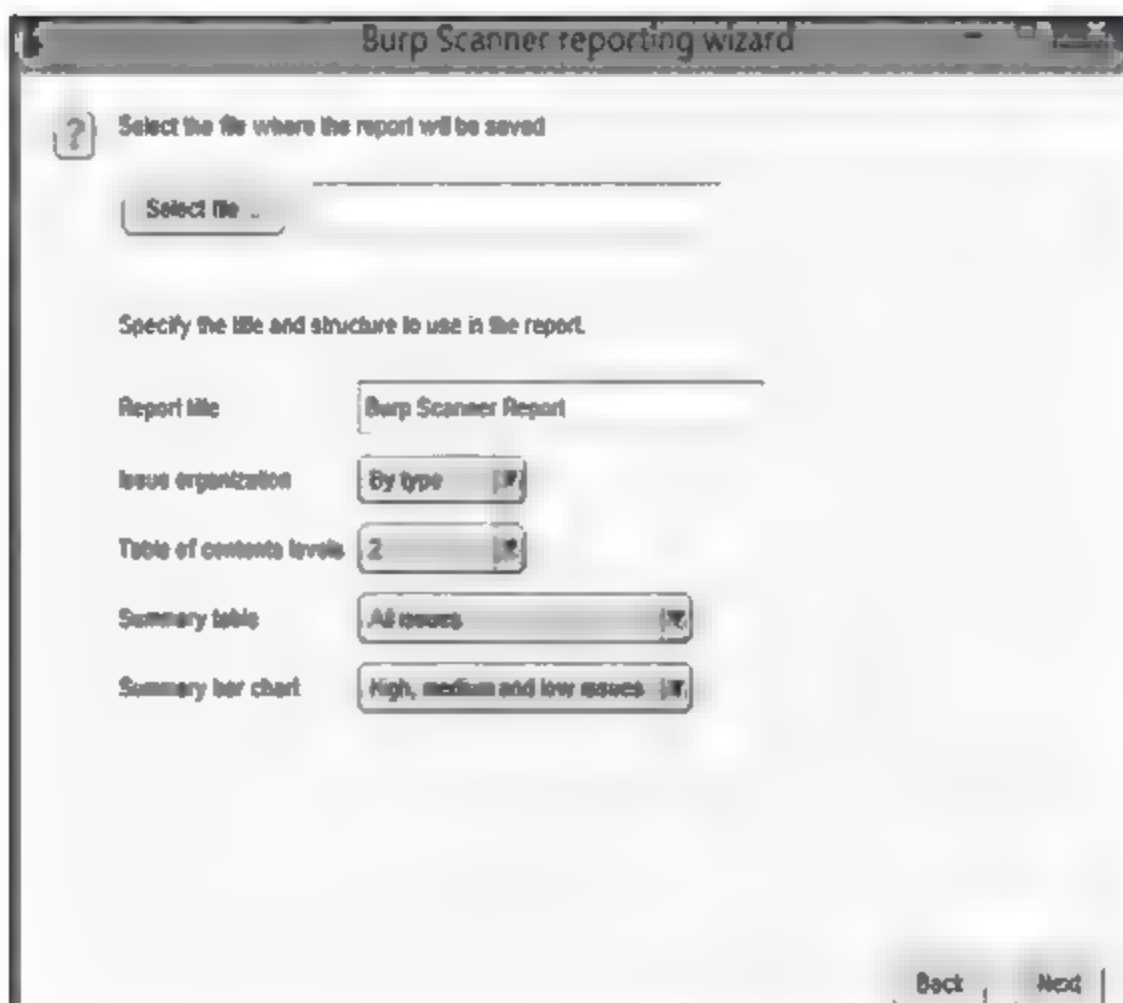 Burp Scanner reporting wizard
?
Select the file where the report will be saved
Select file ...
Specify the title and structure to use in the report.
Report title Burp Scanner Report
Issue organization By type
Table of contents levels 2
Summary table All issues
Summary bar chart High, medium and low issues
Back Next